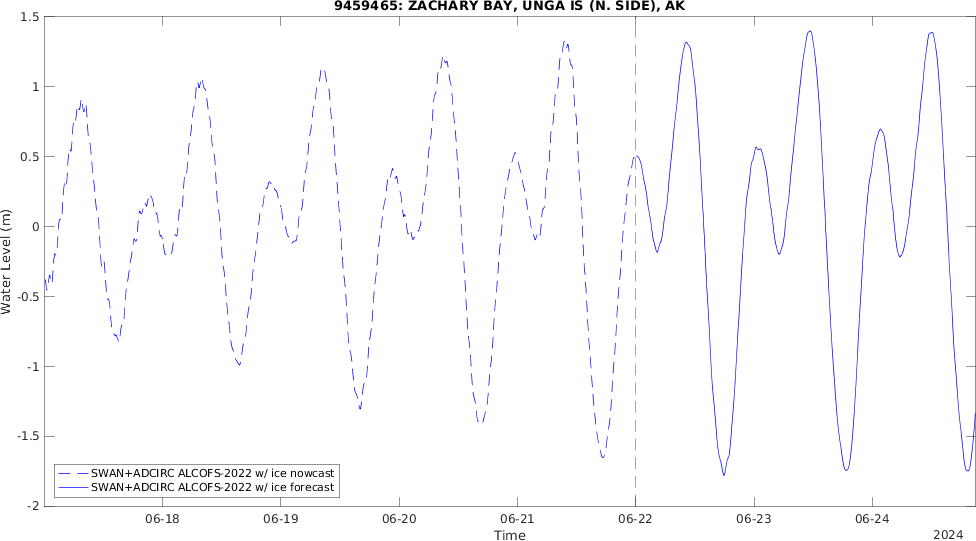 9459465: ZACHARY BAY, UNGA IS (N. SIDE), AK
1.5
1
0.5
0
-0.5
-1
-1.5
-2
Water Level (m)
SWAN+ADCIRC ALCOFS-2022 w/ ice nowcast
SWAN+ADCIRC ALCOFS-2022 w/ ice forecast
06-18 06-19 06-20 06-21 06-22 06-23 06-24
Time
2024